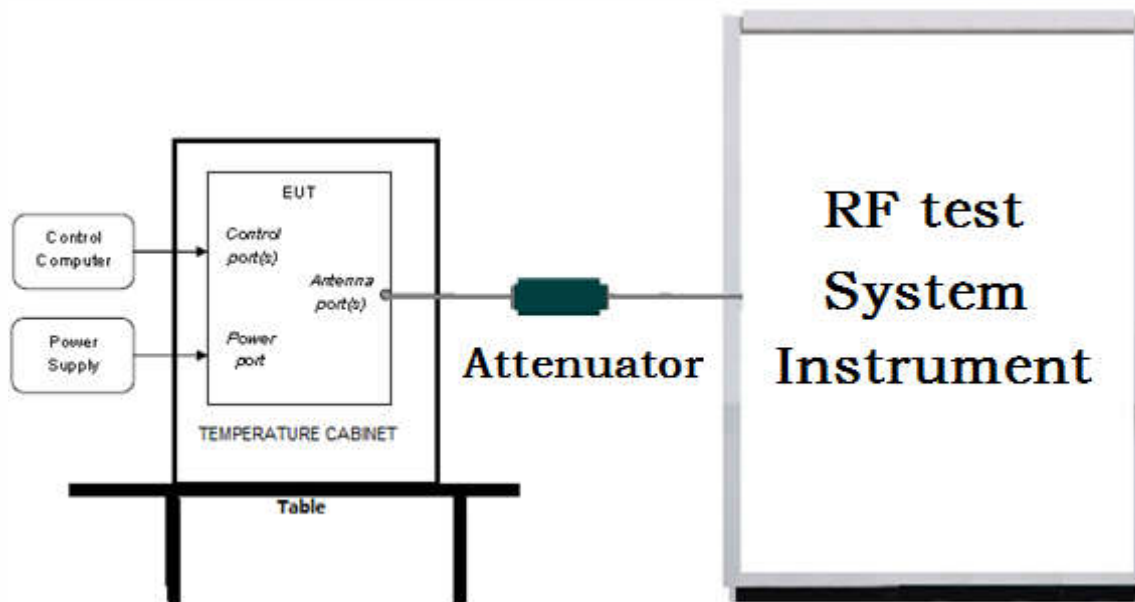 Control
Computer
Power
Supply
EUT
Control
port(s)
Antenna
port(s)
Power
port
TEMPERATURE CABINET
Table
Attenuator
RF test
System
Instrument